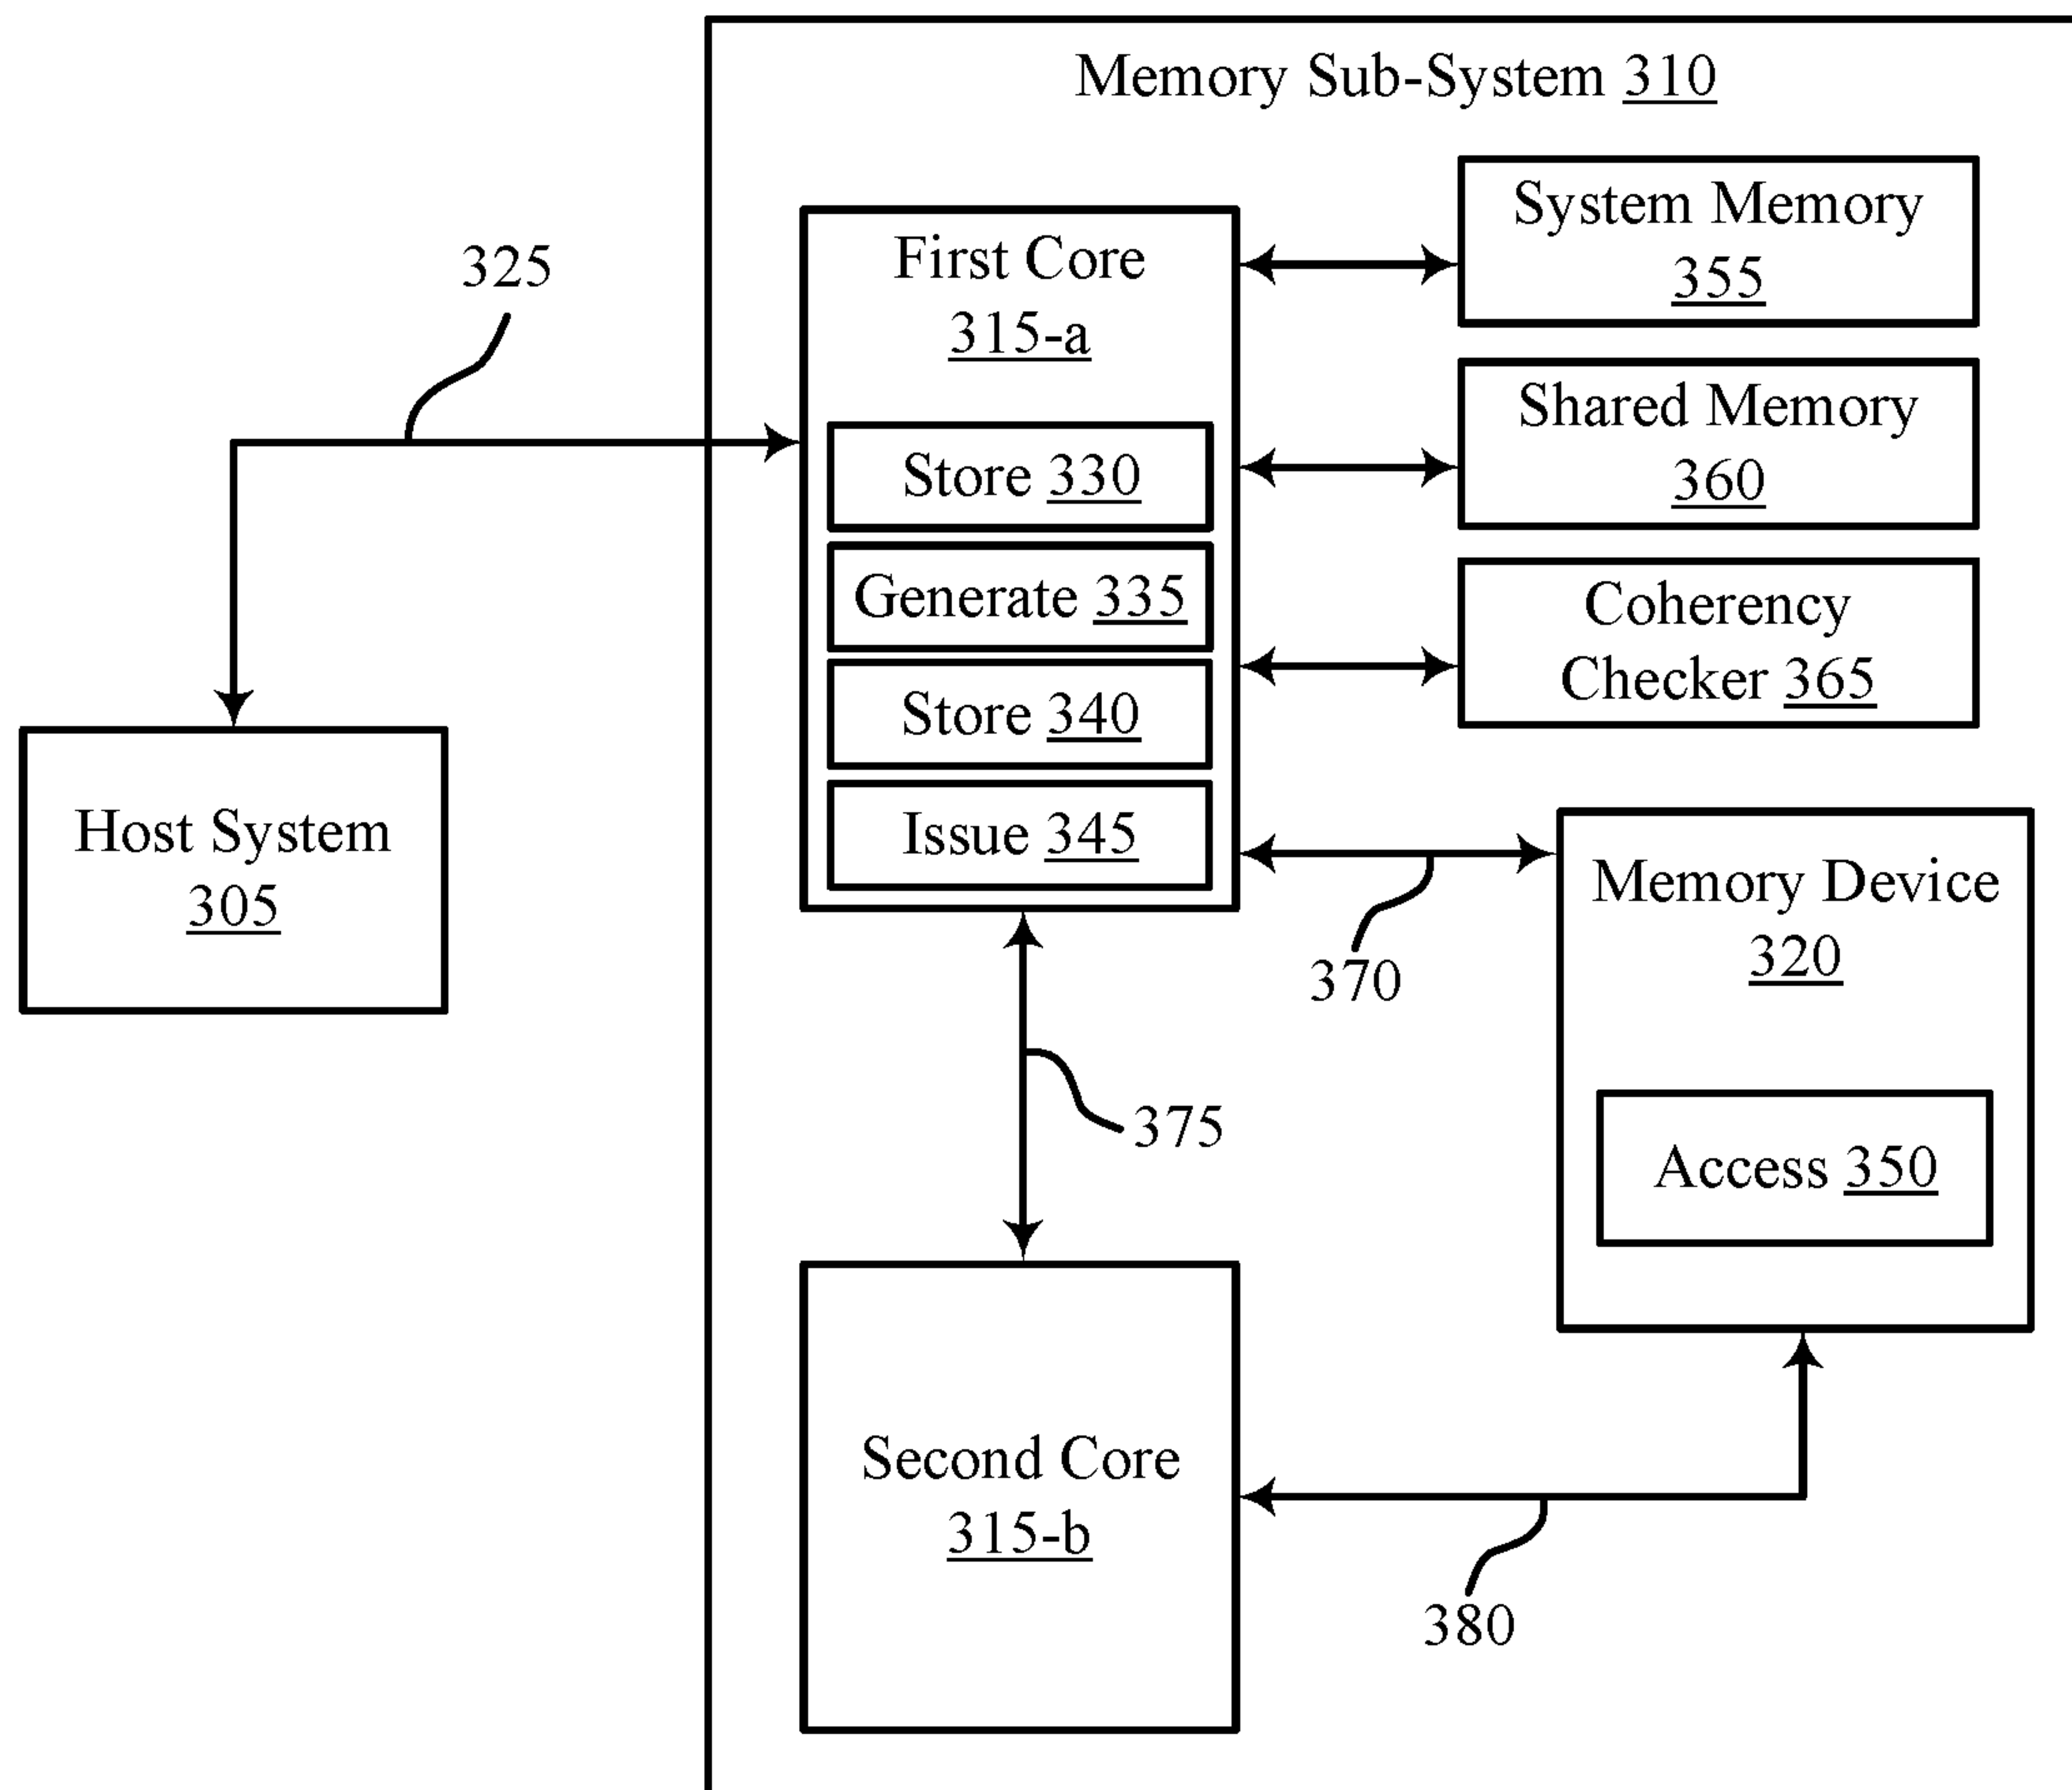 Memory Sub-System 310
System Memory
355
First Core
315-a
325
Shared Memory
360
Store 330
Generate 335
Coherency
Checker 365
Store 340
Issue 345
Host System
305
Memory Device
320
370
375
Access 350
Second Core
315-b
380